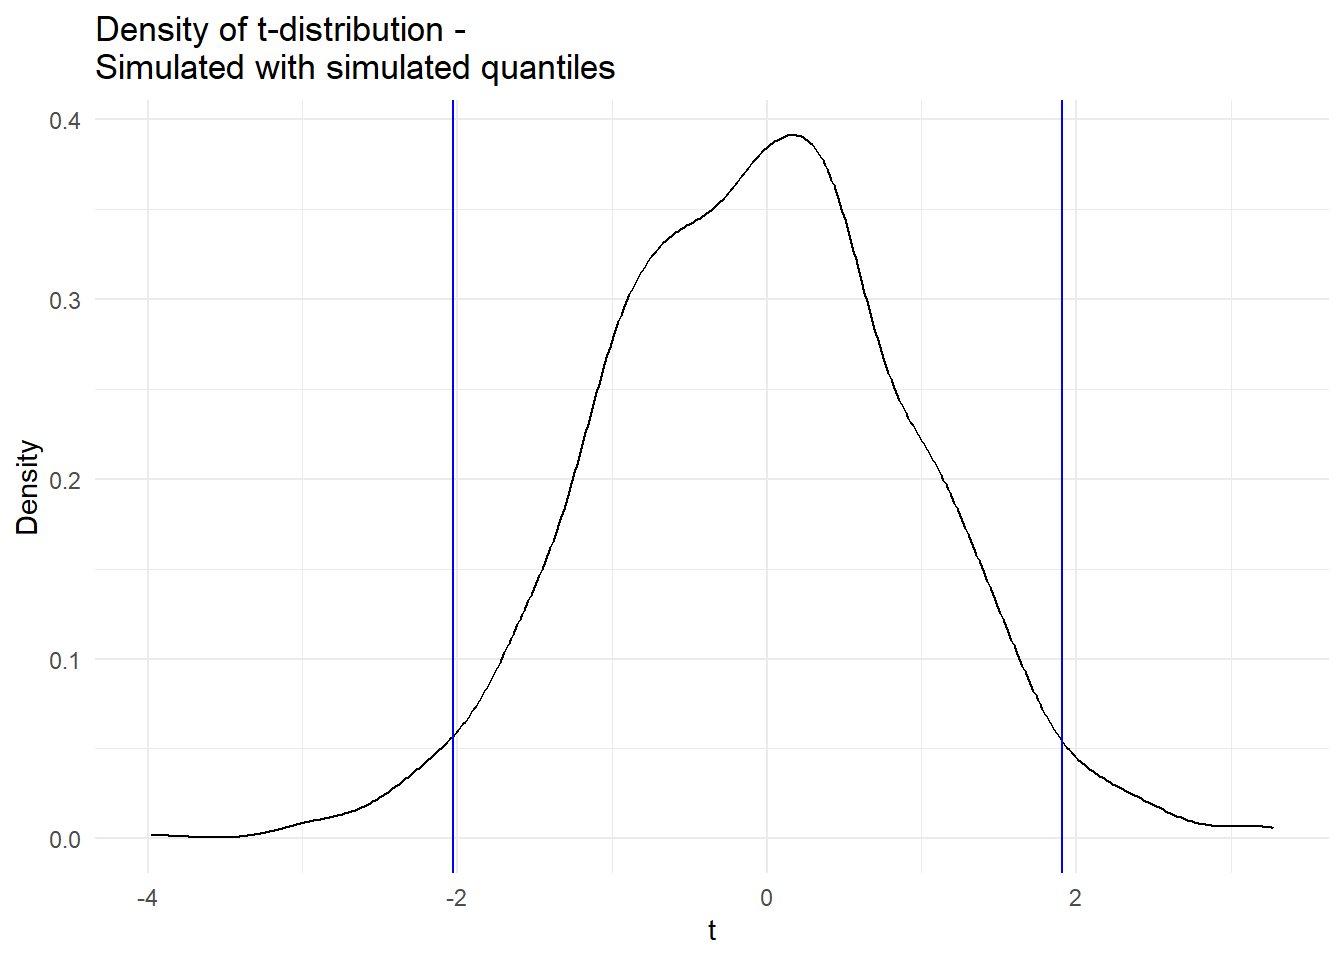 Density of t-distribution -
Simulated with simulated quantiles
0.4
0.3
0.2
0.1
0.0
Density
-4
-2
0
2
t